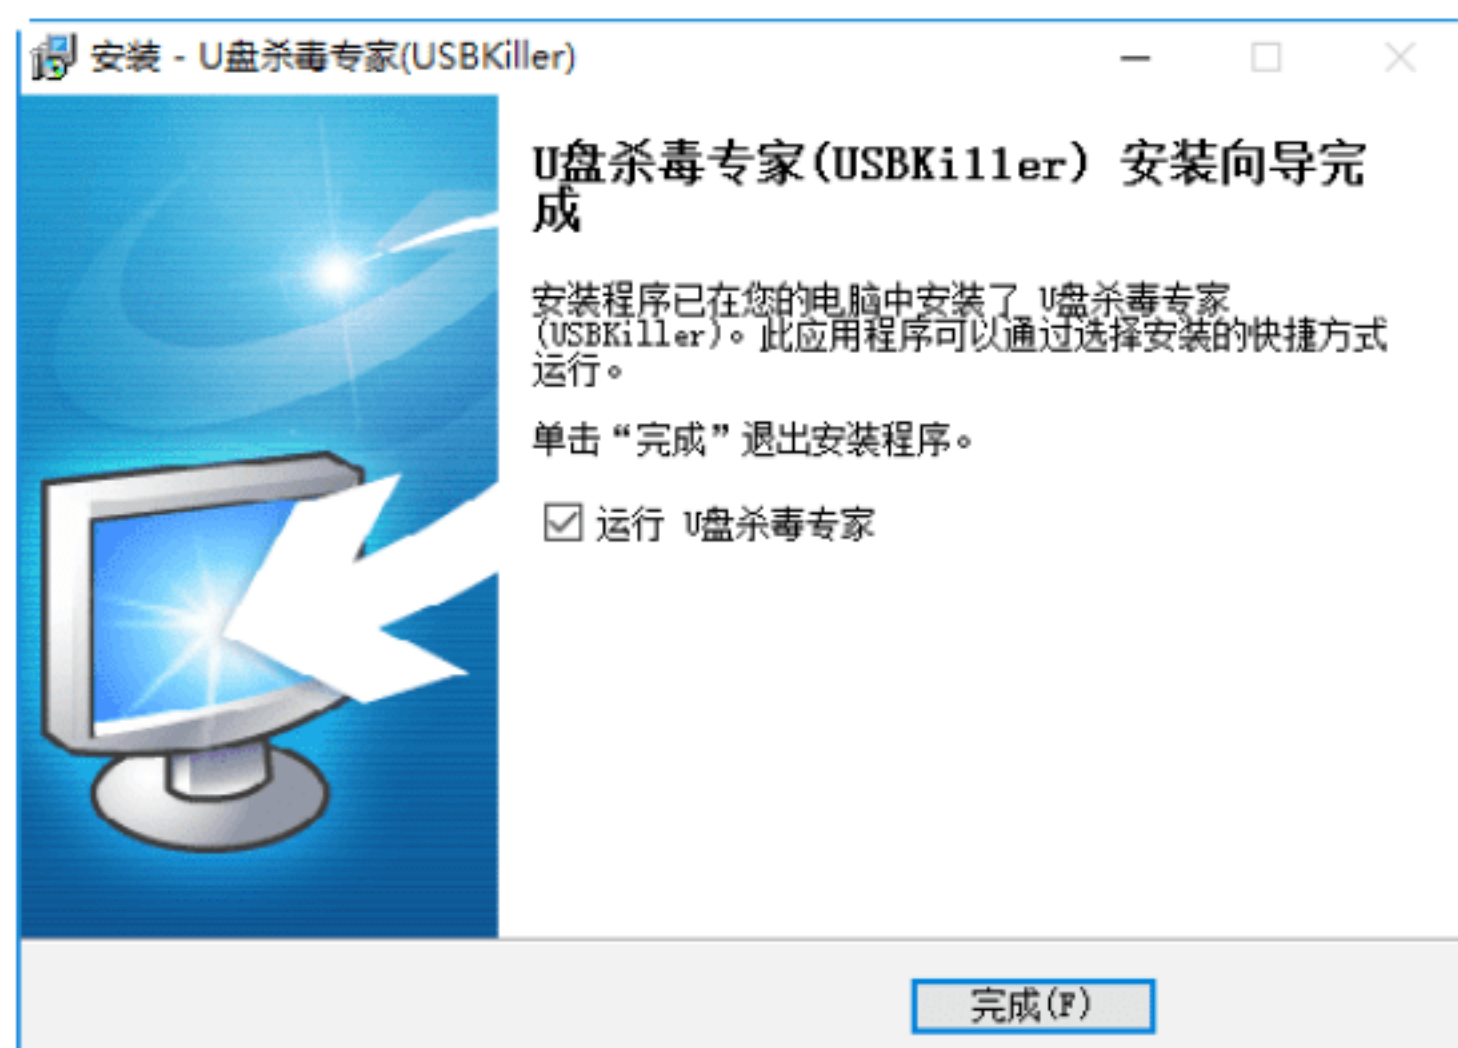 安装 - U盘杀毒专家(USBKiller)
U盘杀毒专家(USBKiller) 安装向导完
成
安装程序已在您的电脑中安装了 U盘杀毒专家
(USBKiller)。此应用程序可以通过选择安装的快捷方式
运行。
单击“完成”退出安装程序。
运行 U盘杀毒专家
完成(F)